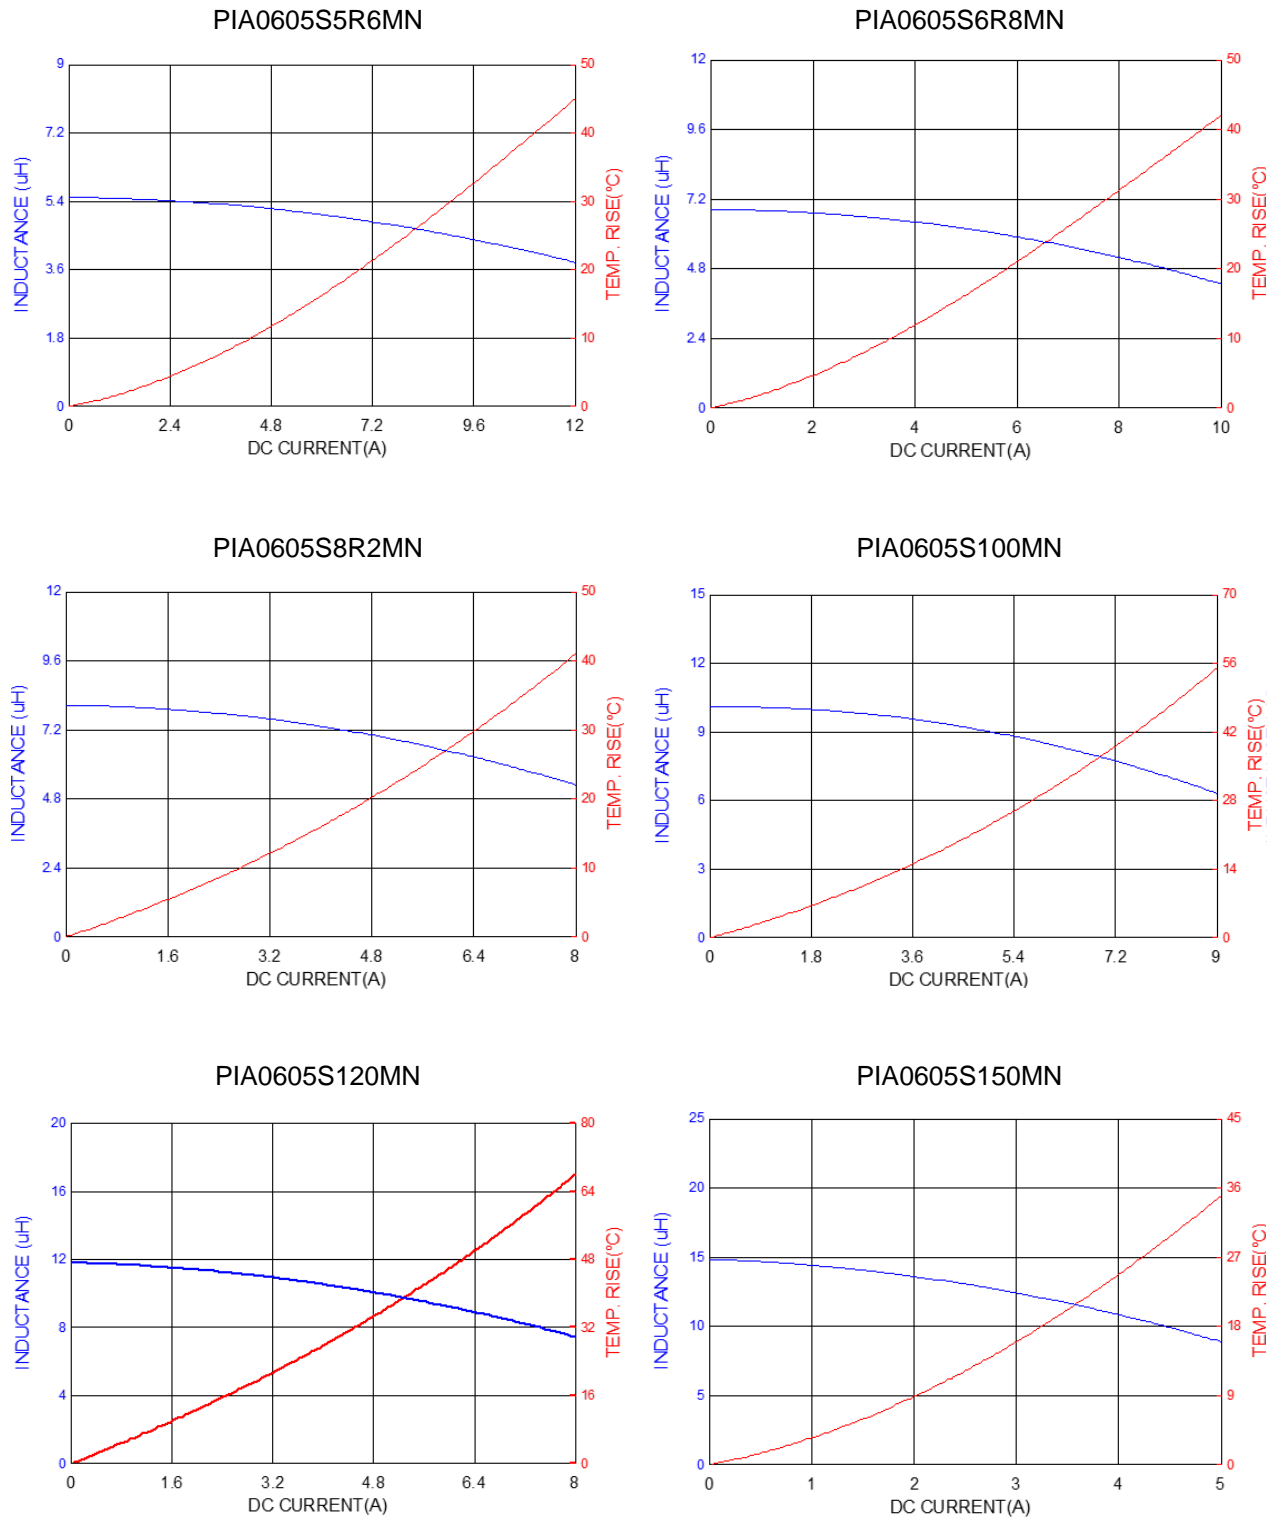 PIA0605S5R6MN
9
7.2
5.4
3.6
1.8
0
INDUCTANCE (uH)
50
40
30
20
10
0
TEMP. RISE(°C)
0 2.4 4.8 7.2 9.6 12
DC CURRENT(A)
PIA0605S6R8MN
12
9.6
7.2
4.8
2.4
0
INDUCTANCE (uH)
50
40
30
20
10
0
TEMP. RISE(°C)
0 2 4 6 8 10
DC CURRENT(A)
PIA0605S8R2MN
12
9.6
7.2
4.8
2.4
0
INDUCTANCE (uH)
50
40
30
20
10
0
TEMP. RISE(°C)
0 1.6 3.2 4.8 6.4 8
DC CURRENT(A)
PIA0605S100MN
15
12
9
6
3
0
INDUCTANCE (uH)
70
56
42
28
14
0
TEMP. RISE(°C)
0 1.8 3.6 5.4 7.2 9
DC CURRENT(A)
PIA0605S120MN
20
16
12
8
4
0
INDUCTANCE (uH)
80
64
48
32
16
0
TEMP. RISE(°C)
0 1.6 3.2 4.8 6.4 8
DC CURRENT(A)
PIA0605S150MN
25
20
15
10
5
0
INDUCTANCE (uH)
45
36
27
18
9
0
TEMP. RISE(°C)
0 1 2 3 4 5
DC CURRENT(A)